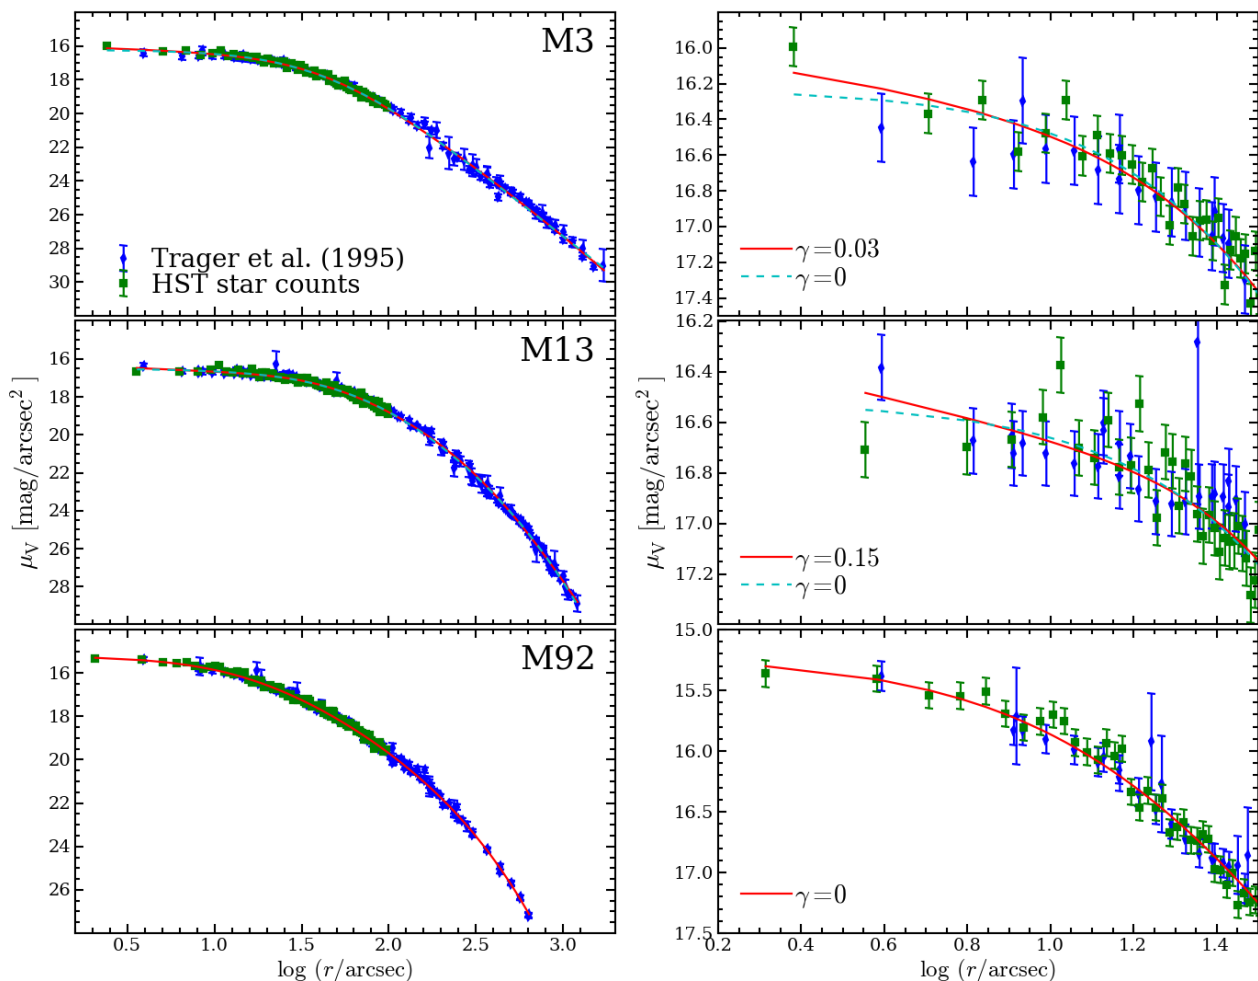 M3
16
18
20
22
24
26
28
30
Trager et al. (1995)
HST star counts
16.0
16.2
16.4
16.6
16.8
17.0
17.2
17.4
γ=0.03
γ=0
M13
16
18
20
22
24
26
28
μV [mag/arcsec2]
16.2
16.4
16.6
16.8
17.0
17.2
μV [mag/arcsec2]
γ=0.15
γ=0
M92
16
18
20
22
24
26
0.5 1.0 1.5 2.0 2.5 3.0
log (r/arcsec)
15.0
15.5
16.0
16.5
17.0
17.5
γ=0
0.2 0.4 0.6 0.8 1.0 1.2 1.4
log (r/arcsec)